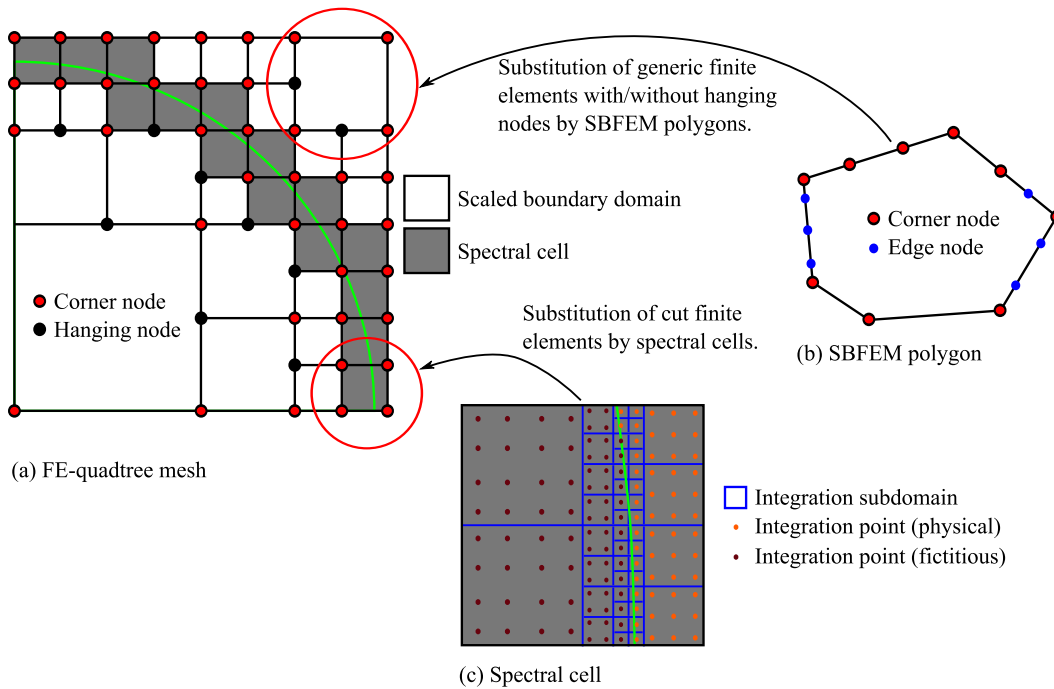 Substitution of generic finite
elements with/without hanging
nodes by SBFEM polygons.
Scaled boundary domain
Spectral cell
Corner node
Hanging node
(a) FE-quadtree mesh
Corner node
Edge node
(b) SBFEM polygon
Substitution of cut finite
elements by spectral cells.
Integration subdomain
Integration point (physical)
Integration point (fictitious)
(c) Spectral cell